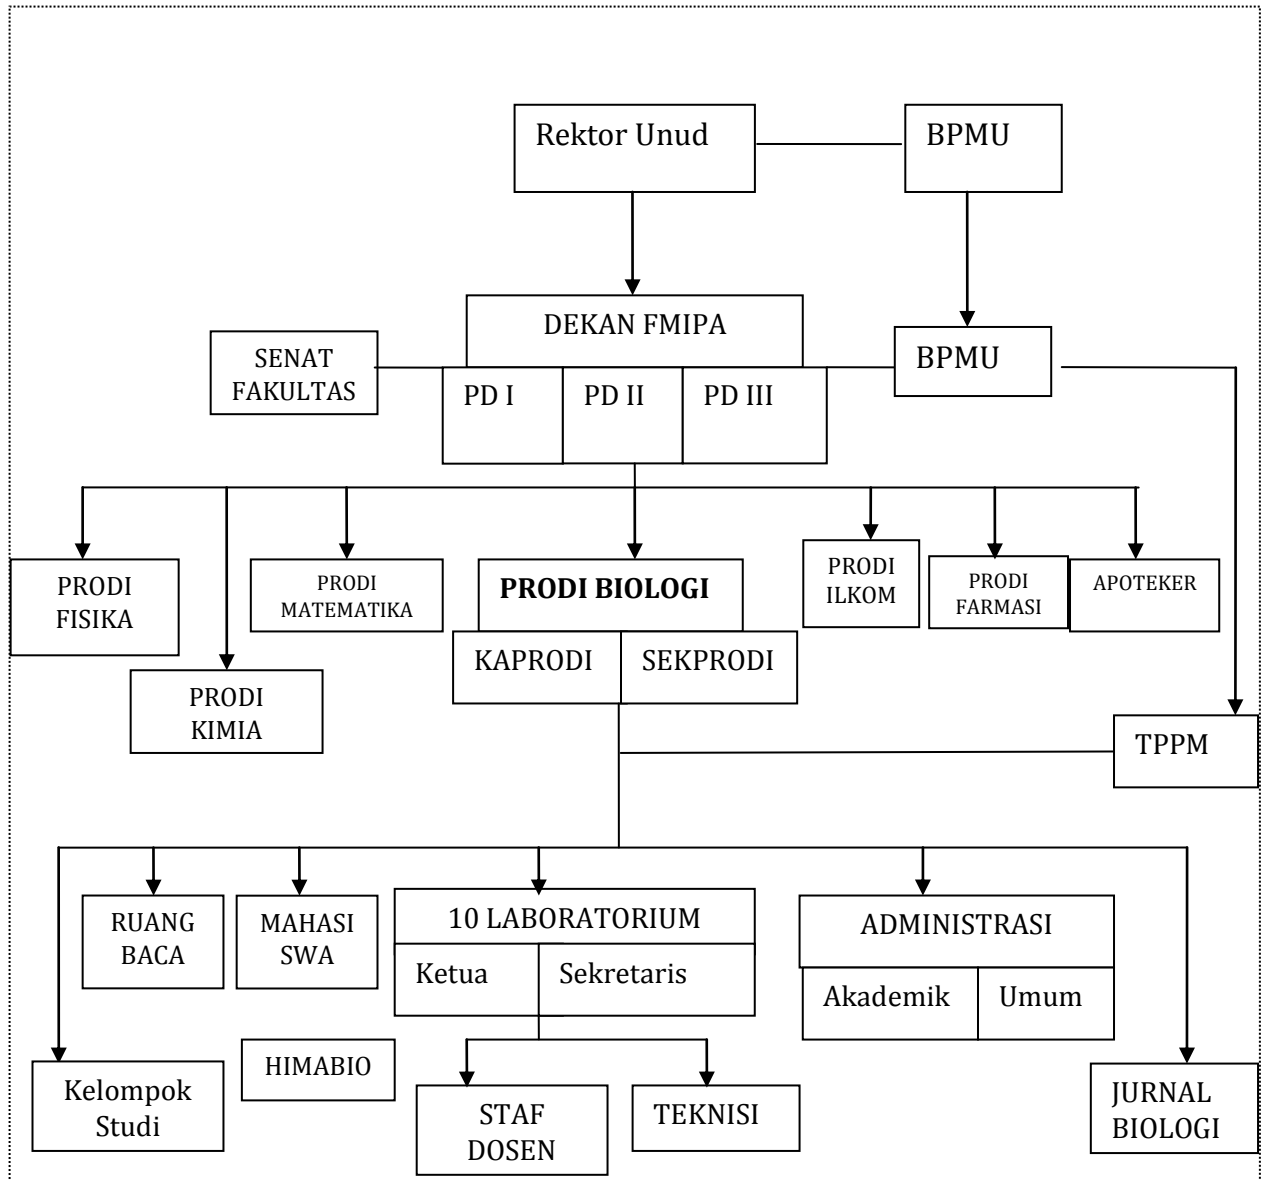 Rektor Unud
BPMU
DEKAN FMIPA
SENAT
FAKULTAS
BPMU
PD I
PD II
PD III
PRODI
FISIKA
PRODI
MATEMATIKA
PRODI BIOLOGI
PRODI
ILKOM
PRODI
FARMASI
APOTEKER
KAPRODI
SEKPRODI
PRODI
KIMIA
TPPM
RUANG
BACA
MAHASI
SWA
10 LABORATORIUM
ADMINISTRASI
Ketua
Sekretaris
Akademik
Umum
HIMABIO
Kelompok
Studi
STAF
DOSEN
TEKNISI
JURNAL
BIOLOGI